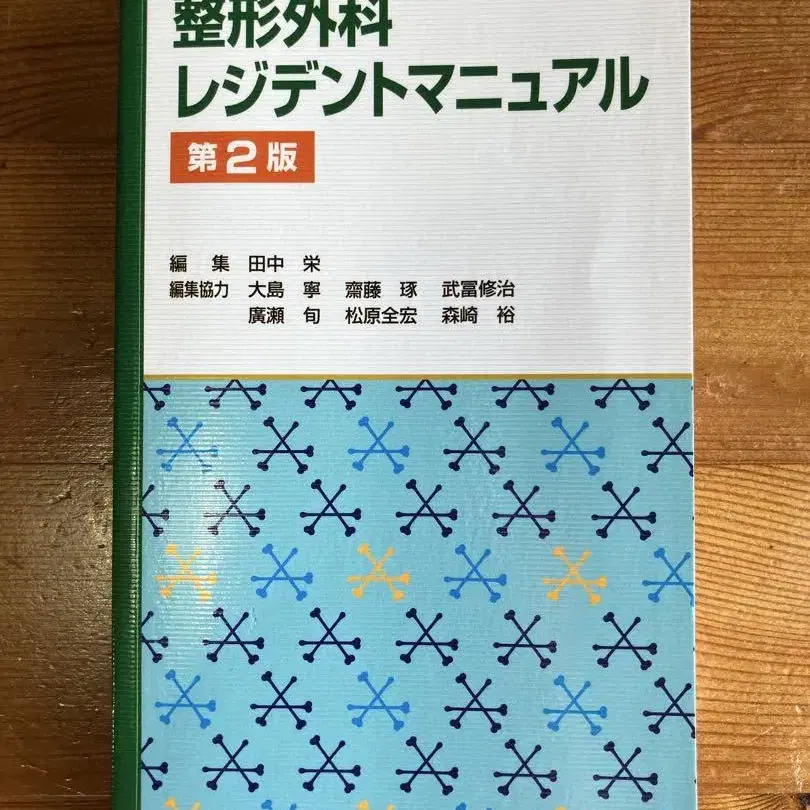 整形外科
レジデントマニュアル
第2版
編 集 田中 栄
編集協力 大島 寧 齋藤 琢 武冨修治
廣瀬 旬 松原全宏 森崎 裕